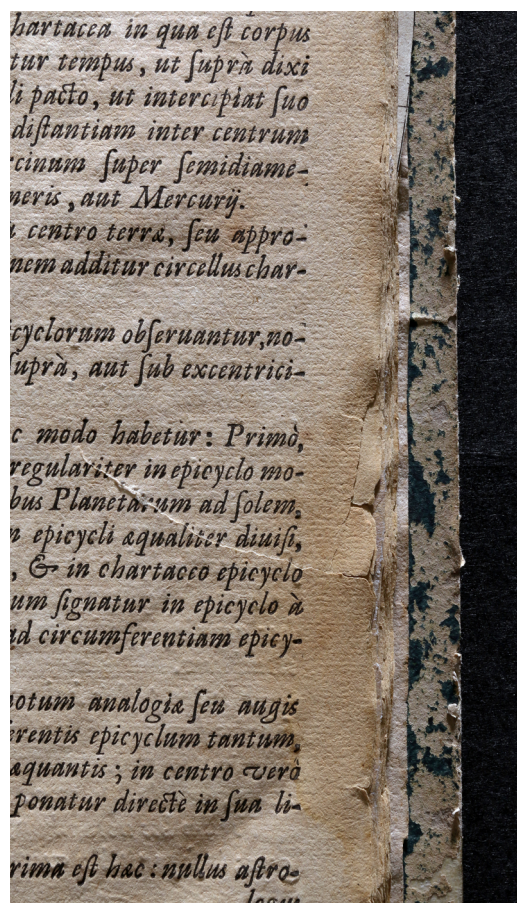 hartacea in qua eſt corpus
tur tempus, ut ſuprà dixi
li pacto, ut intercipiat ſuo
diſtantiam inter centrum
rcinum ſuper ſemidiame-
neris, aut Mercurij.
centro terræ, ſeu appro-
nem additur circellus char-
icyclorum obſeruantur, no-
ſuprà, aut ſub excentrici-
c modo habetur: Primò,
regulariter in epicyclo mo-
bus Planetarum ad ſolem,
n epicycli æqualiter diuiſi,
, & in chartaceo epicyclo
um ſignatur in epicyclo à
ad circumferentiam epicy-
notum analogiæ ſeu augis
erentis epicyclum tantum,
æquantis; in centro verò
ponatur directè in ſua li-
rima eſt hæc: nullus aſtro-